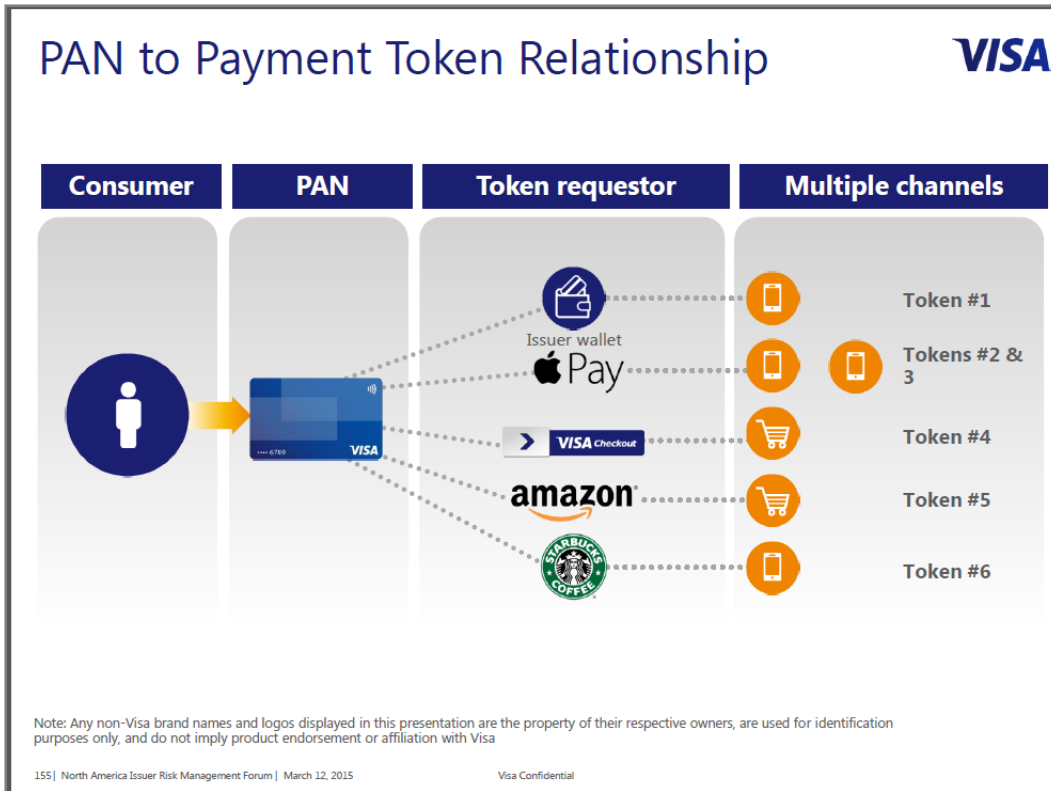 PAN to Payment Token Relationship
VISA
Consumer
PAN
Token requestor
Multiple channels
Issuer wallet
Token #1
Pay
Tokens #2 &
3
•••• 6789
VISA
VISA Checkout
Token #4
amazon
Token #5
STARBUCKS
COFFEE
Token #6
Note: Any non-Visa brand names and logos displayed in this presentation are the property of their respective owners, are used for identification
purposes only, and do not imply product endorsement or affiliation with Visa
155| North America Issuer Risk Management Forum | March 12, 2015
Visa Confidential